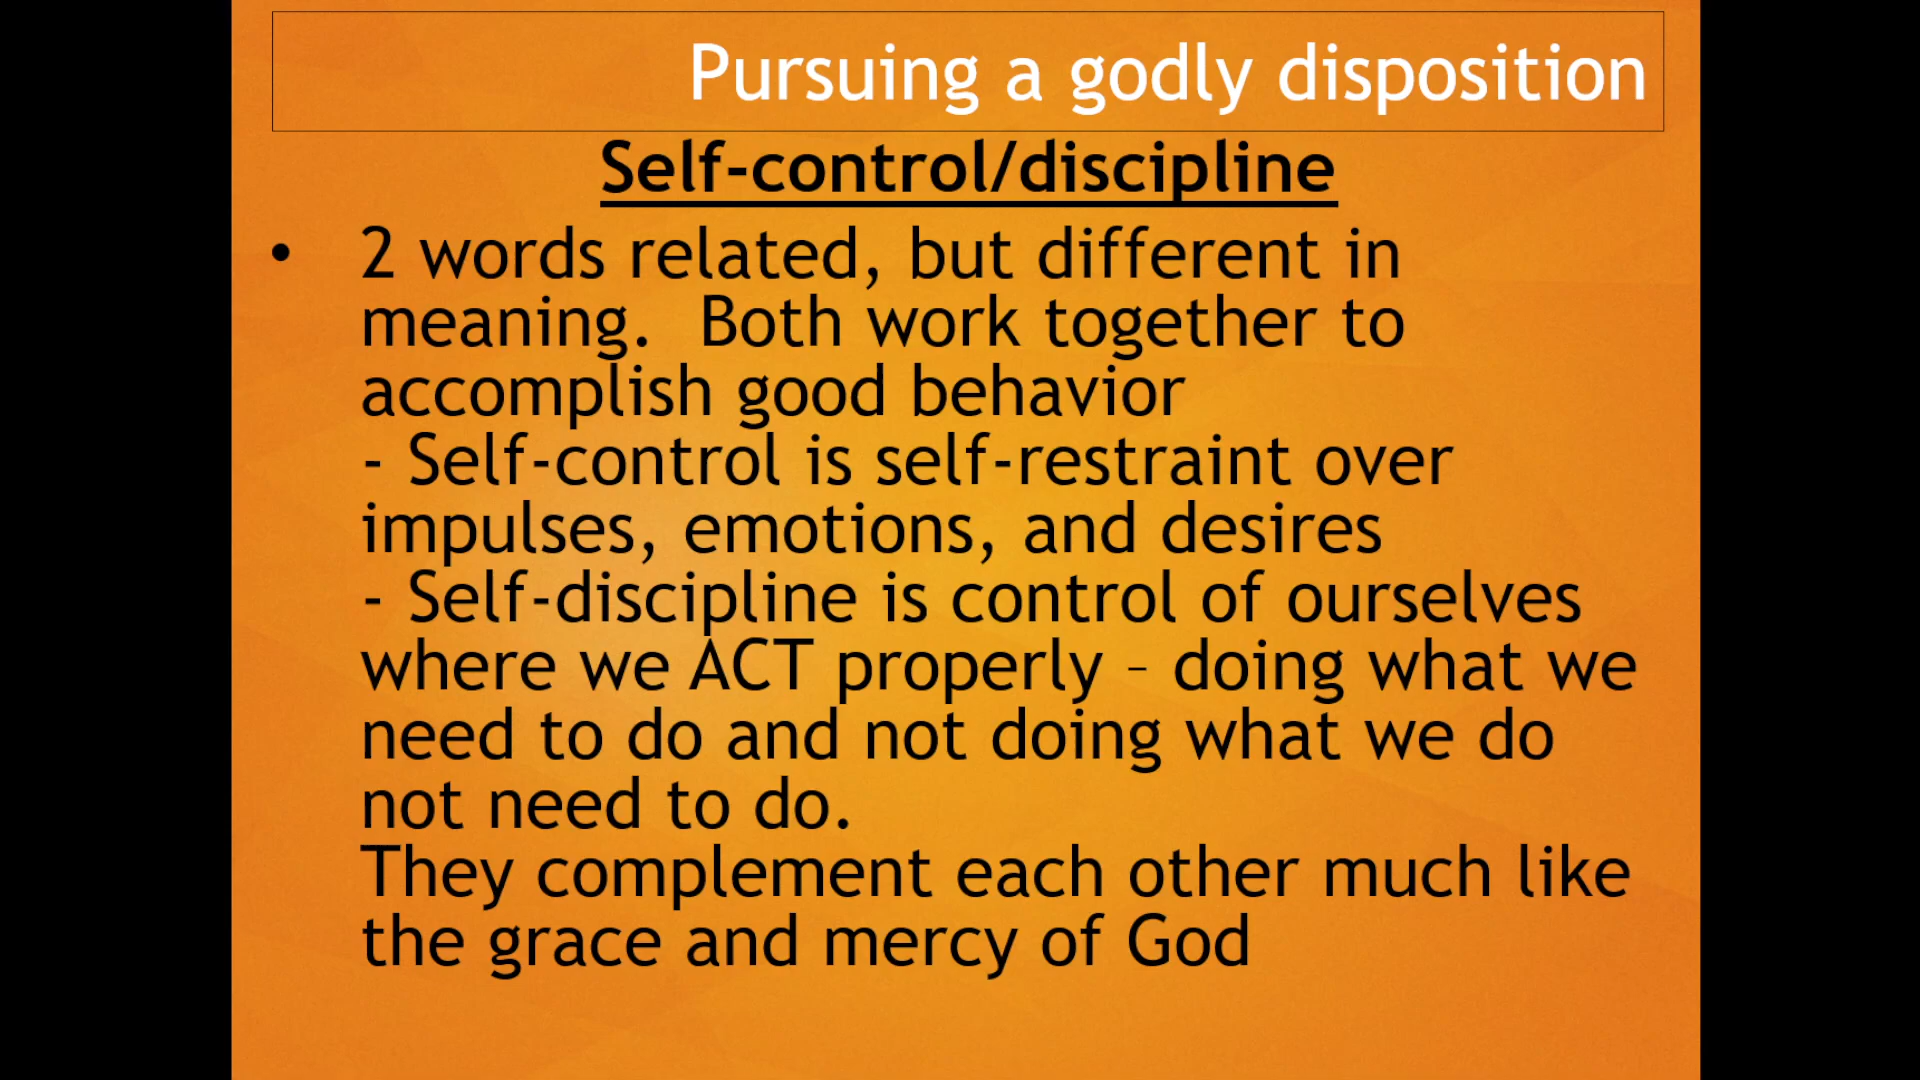 Pursuing a godly disposition
Self-control/discipline
• 2 words related, but different in
meaning.  Both work together to
accomplish good behavior
- Self-control is self-restraint over
impulses, emotions, and desires
- Self-discipline is control of ourselves
where we ACT properly – doing what we
need to do and not doing what we do
not need to do.
They complement each other much like
the grace and mercy of God